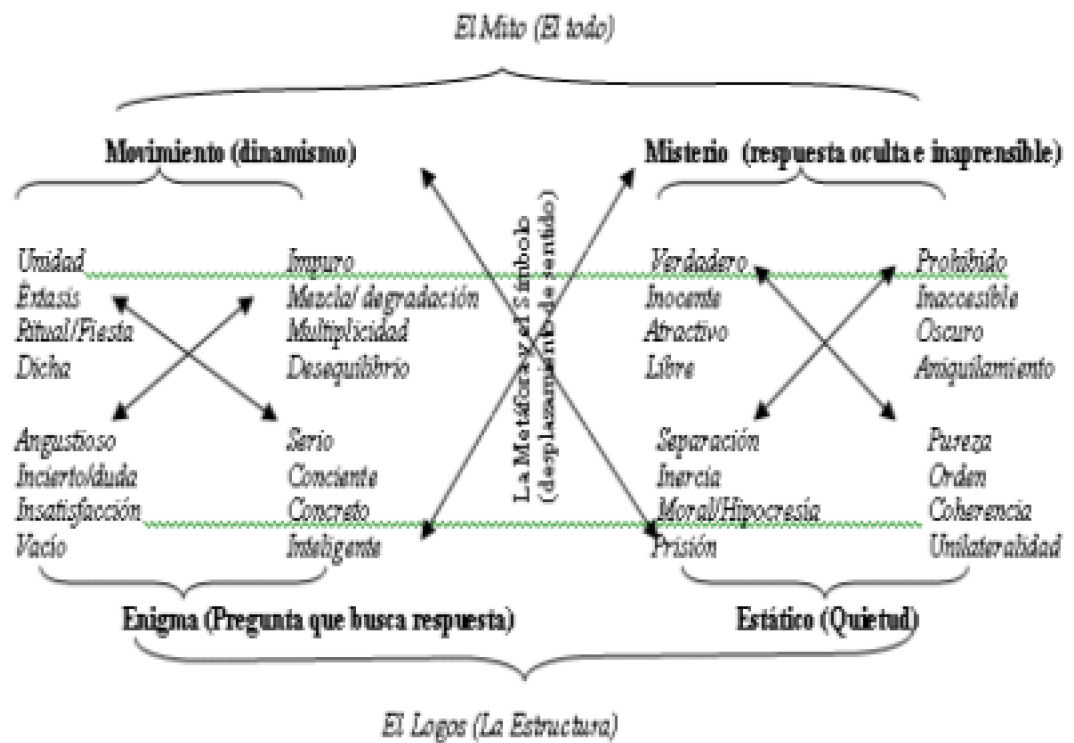 El Mito (El todo)
Movimiento (dinamismo) Misterio (respuesta oculta e inaprensible)
Unidad Impuro Verdadero Prohibido
Éxtasis Mezcla/ degradación Inocente Inaccesible
Ritual/Fiesta Multiplicidad Atractivo Oscuro
Dicha Desequilibrio Libre Aniquilamiento
La Metáfora y el Símbolo
(desplazamiento de sentido)
Angustioso Serio Separación Pureza
Incierto/duda Conciente Inercia Orden
Insatisfacción Concreto Moral/Hipocresía Coherencia
Vacío Inteligente Prisión Unilateralidad
Enigma (Pregunta que busca respuesta) Estático (Quietud)
El Logos (La Estructura)